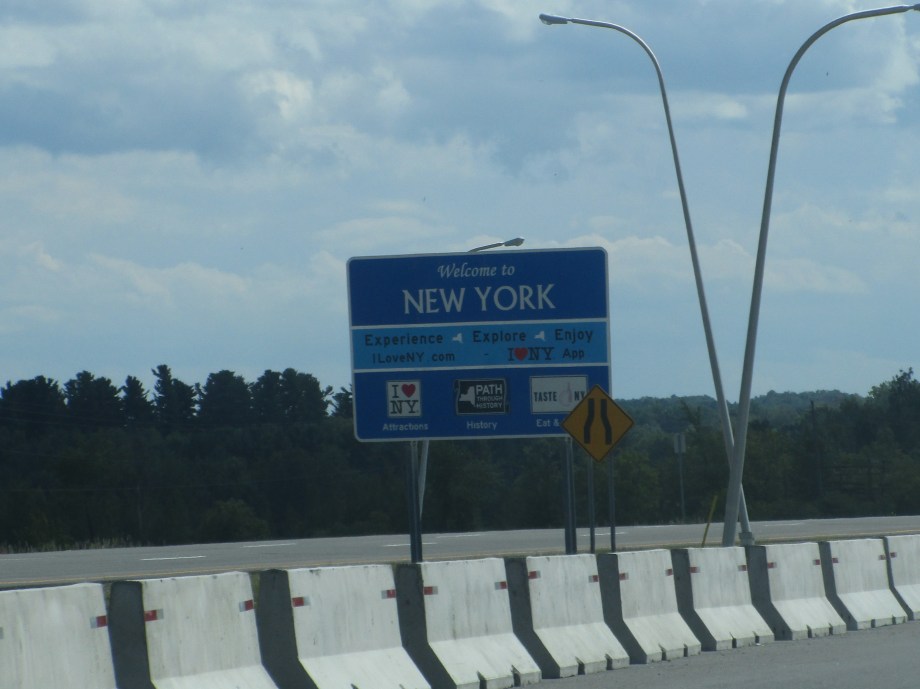 Welcome to
NEW YORK
Experience Explore Enjoy
ILoveNY.com - I♥NY App
I♥
NY
PATH
THROUGH
HISTORY
TASTE NY
Attractions History Eat &